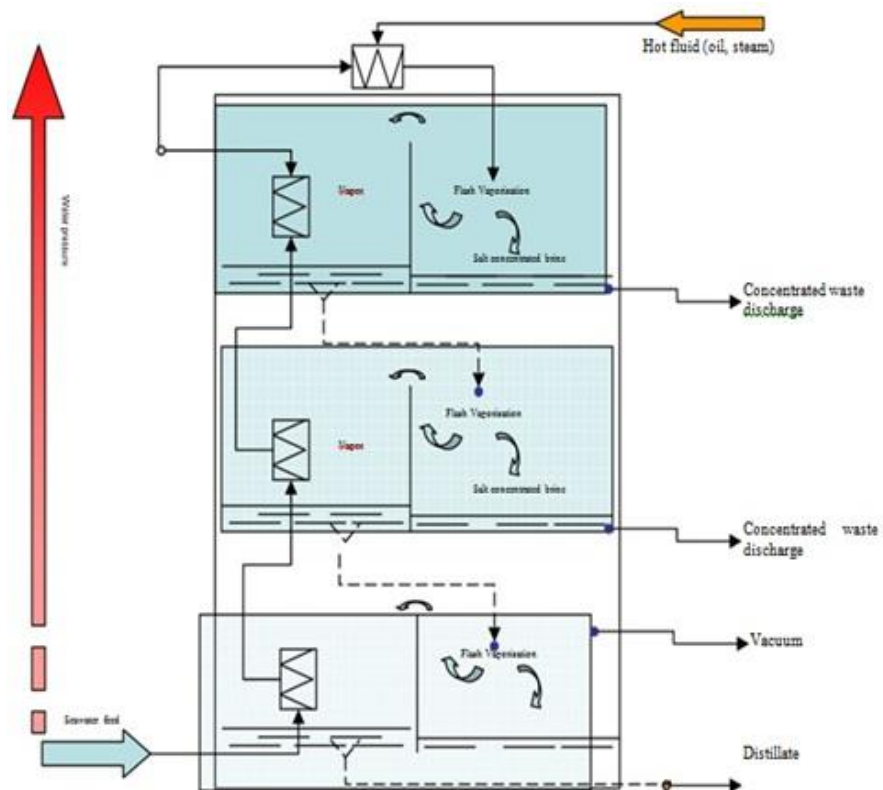 Hot fluid (oil, steam)
Water pressure
Vapor
Flash Vaporisation
Salt concentrated brine
Concentrated waste
discharge
Vapor
Flash Vaporisation
Salt concentrated brine
Concentrated waste
discharge
Flash Vaporisation
Vacuum
Seawater feed
Distillate